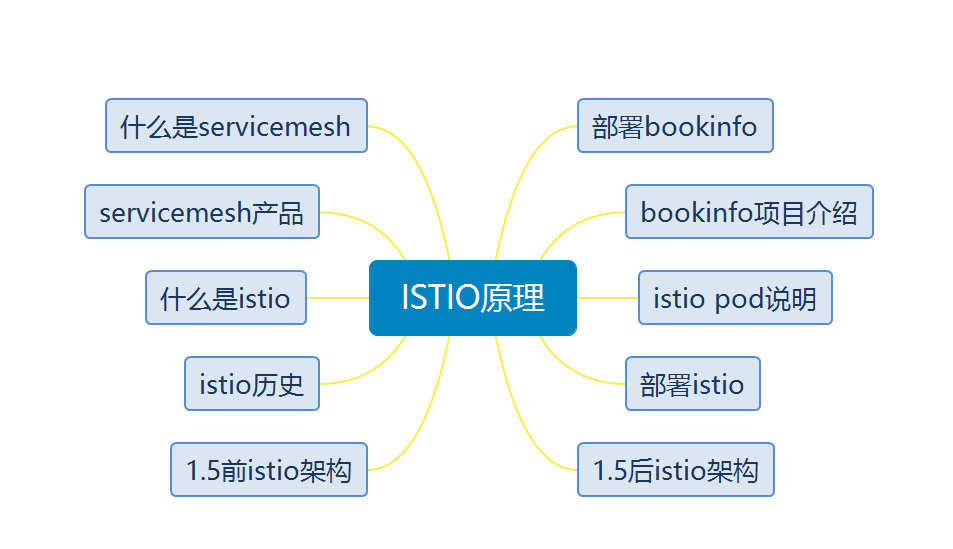 什么是servicemesh
部署bookinfo
servicemesh产品
bookinfo项目介绍
什么是istio
ISTIO原理
istio pod说明
istio历史
部署istio
1.5前istio架构
1.5后istio架构